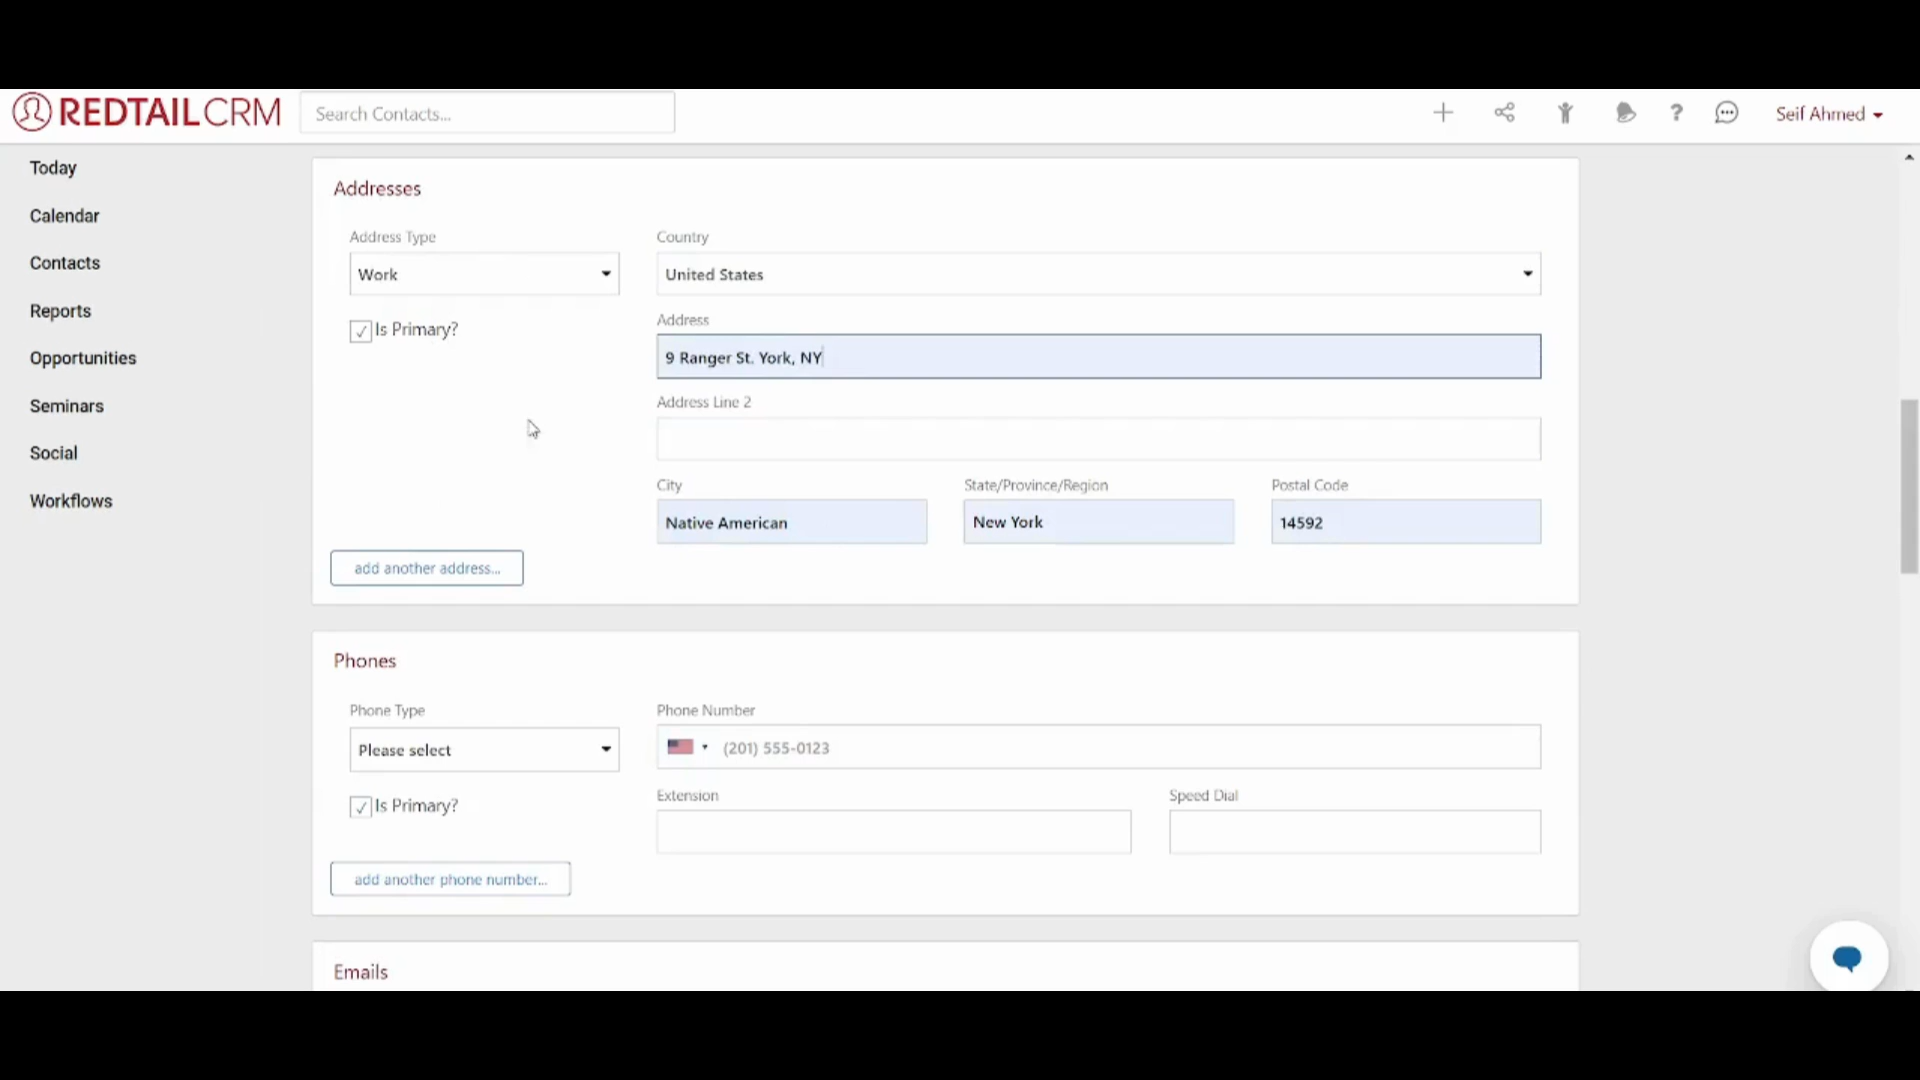 REDTAILCRM
Search Contacts...
?
Seif Ahmed
Today
Calendar
Contacts
Reports
Opportunities
Seminars
Social
Workflows
Addresses
Address Type
Country
Work
United States
Is Primary?
Address
9 Ranger St. York, NY
Address Line 2
City
State/Province/Region
Postal Code
Native American
New York
14592
add another address...
Phones
Phone Type
Phone Number
Please select
(201) 555-0123
Is Primary?
Extension
Speed Dial
add another phone number...
Emails